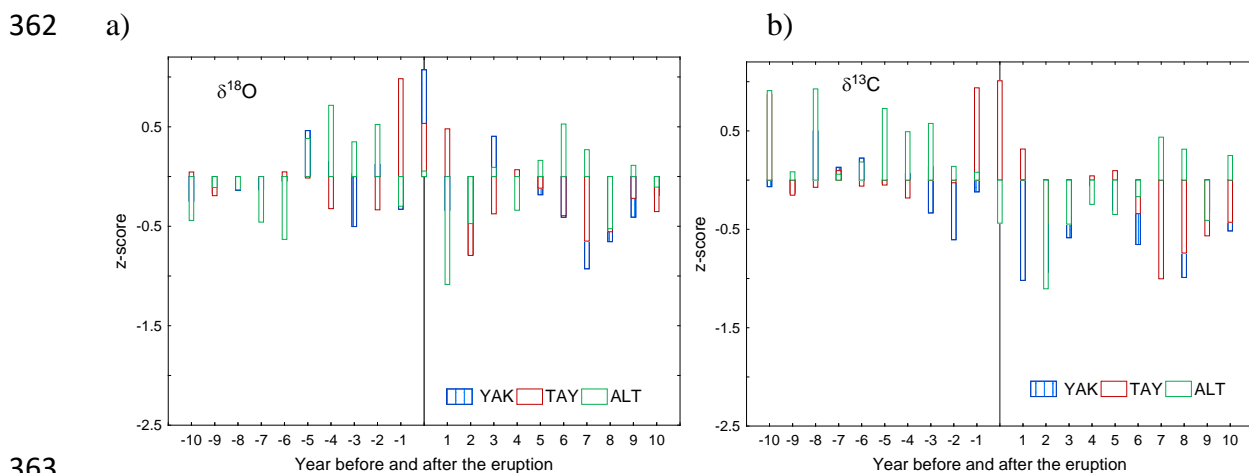 362 a) b)
δ18O
0.5
-0.5
-1.5
-2.5
z-score
YAK TAY ALT
-10 -9 -8 -7 -6 -5 -4 -3 -2 -1 1 2 3 4 5 6 7 8 9 10
Year before and after the eruption
δ13C
0.5
-0.5
-1.5
-2.5
z-score
YAK TAY ALT
-10 -9 -8 -7 -6 -5 -4 -3 -2 -1 1 2 3 4 5 6 7 8 9 10
Year before and after the eruption
363